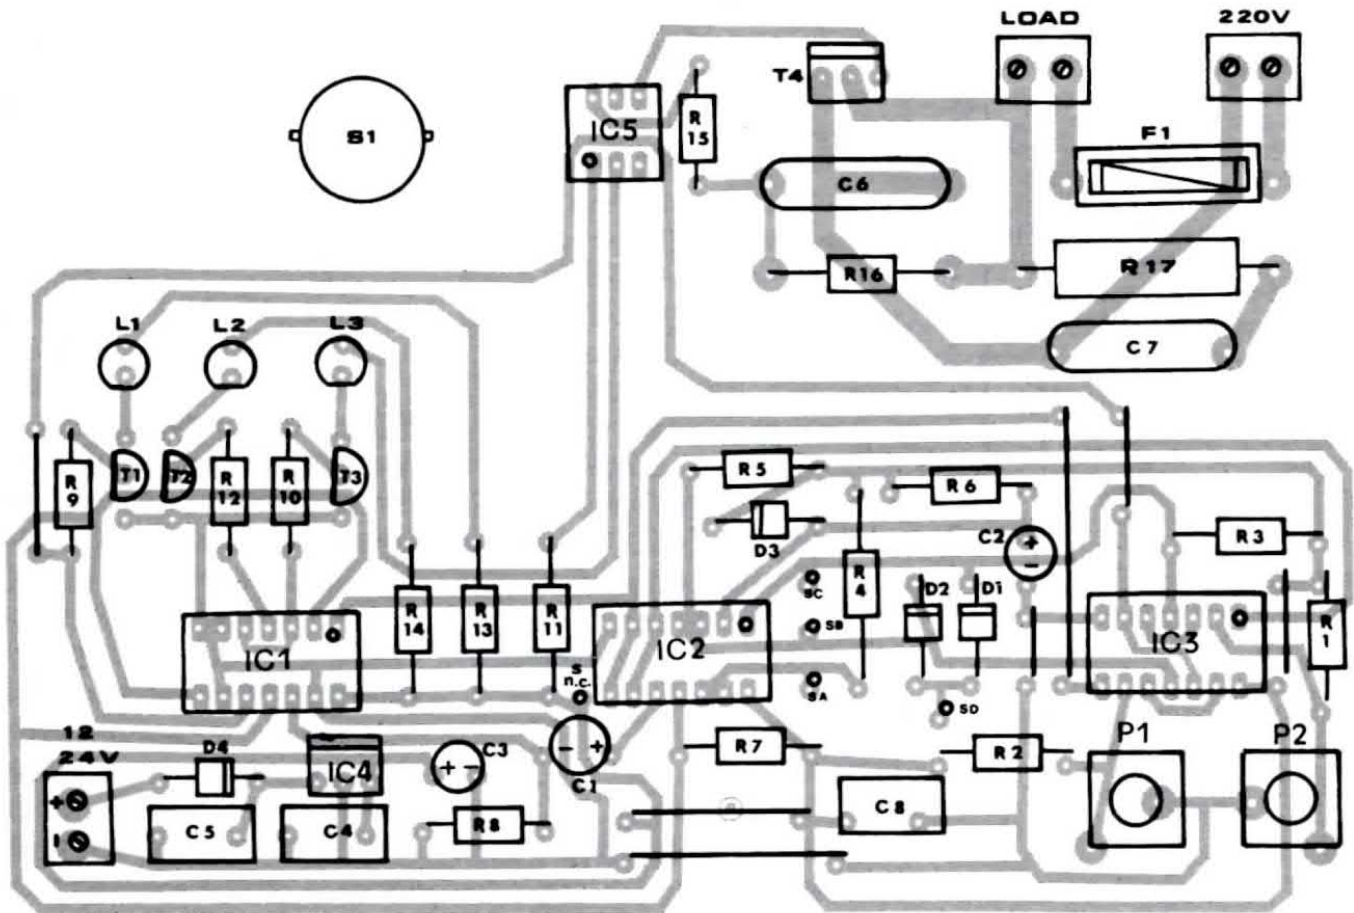 LOAD
220V
T4
F1
S1
IC5
R
15
C6
R16
R17
C7
L1
L2
L3
R
9
T1
T2
R
12
R
10
T3
R5
R6
D3
R
4
C2
+
-
R3
SC
SB
SA
D2
D1
SD
R
14
R
13
R
11
S
n.c.
IC1
IC2
IC3
R
1
12
24V
+
D4
IC4
C3
+ -
- +
C1
R7
R2
P1
P2
C5
C4
R8
C8